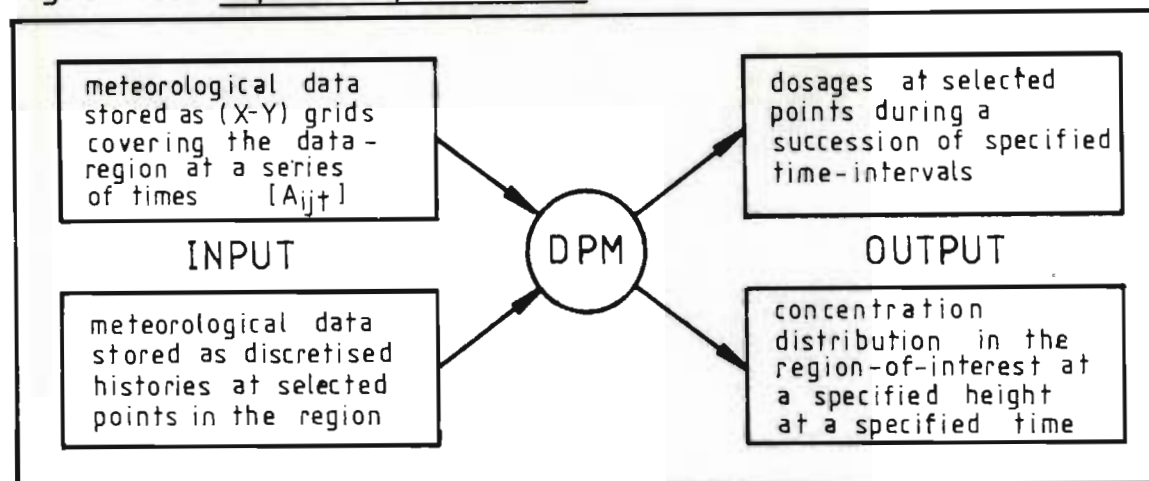 meteorological data
stored as (X-Y) grids
covering the data-
region at a series
of times [Aijt]
INPUT
meteorological data
stored as discretised
histories at selected
points in the region
DPM
dosages at selected
points during a
succession of specified
time-intervals
OUTPUT
concentration
distribution in the
region-of-interest at
a specified height
at a specified time